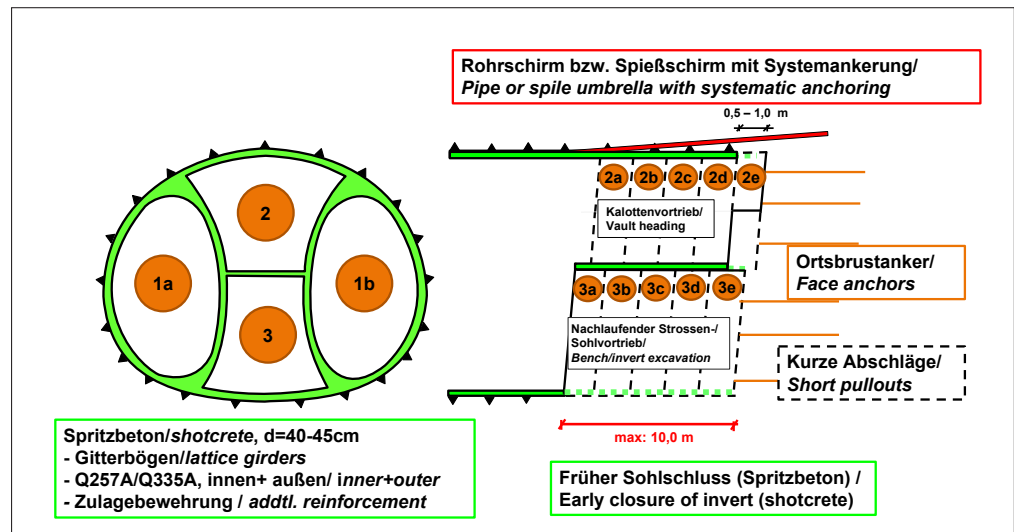 Rohrschirm bzw. Spießschirm mit Systemankerung/
Pipe or spile umbrella with systematic anchoring
0,5 – 1,0 m
1a
2
3
1b
2a 2b 2c 2d 2e
Kalottenvortrieb/
Vault heading
3a 3b 3c 3d 3e
Nachlaufender Strossen-/
Sohlvortrieb/
Bench/invert excavation
Ortsbrustanker/
Face anchors
Kurze Abschläge/
Short pullouts
max: 10,0 m
Spritzbeton/shotcrete, d=40-45cm
- Gitterbögen/lattice girders
- Q257A/Q335A, innen+ außen/ inner+outer
- Zulagebewehrung / addtl. reinforcement
Früher Sohlschluss (Spritzbeton) /
Early closure of invert (shotcrete)